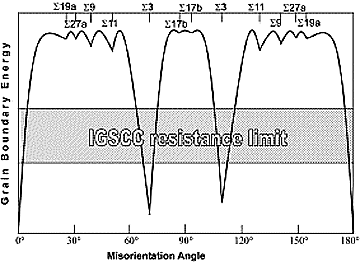 Σ19a Σ9 Σ3 Σ17b Σ3 Σ11 Σ27a
Σ27a Σ11 Σ17b Σ9 Σ19a
Grain Boundary Energy
IGSCC resistance limit
0° 30° 60° 90° 120° 150° 180°
Misorientation Angle